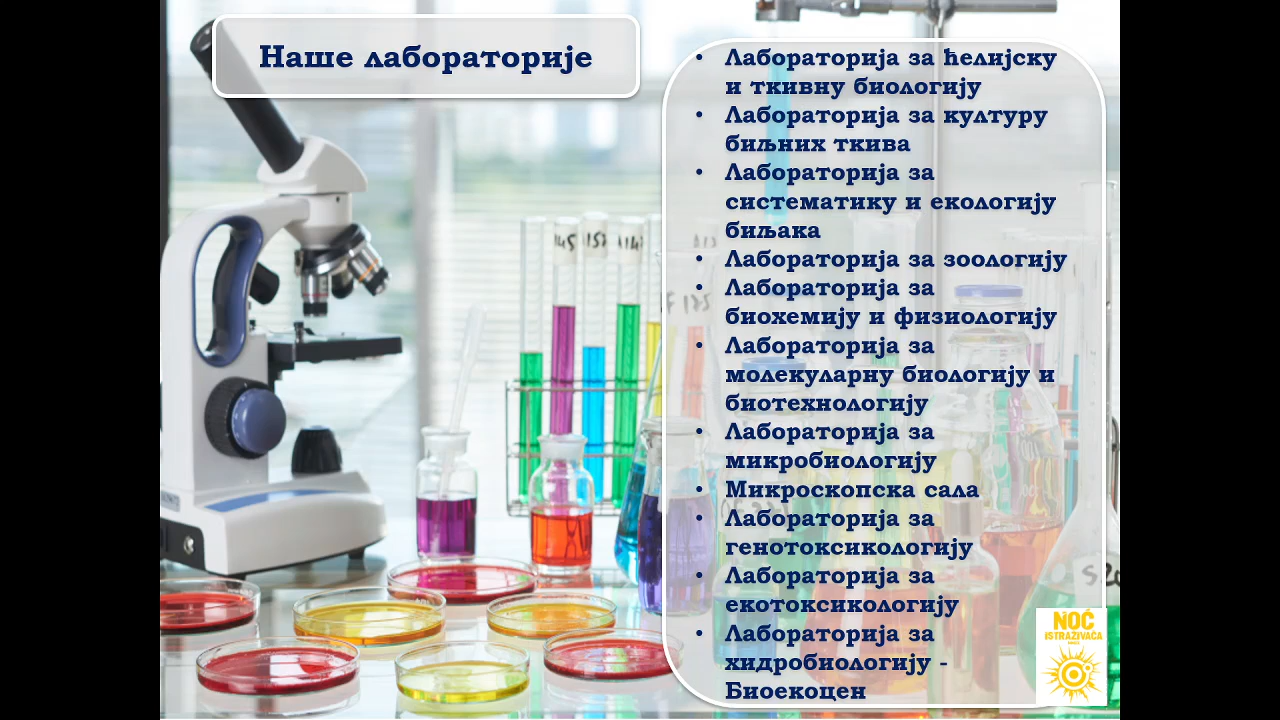 Наше лабораторије
• Лабораторија за ћелијску
и ткивну биологију
• Лабораторија за културу
биљних ткива
• Лабораторија за
систематику и екологију
биљака
• Лабораторија за зоологију
• Лабораторија за
биохемију и физиологију
• Лабораторија за
молекуларну биологију и
биотехнологију
• Лабораторија за
микробиологију
• Микроскопска сала
• Лабораторија за
генотоксикологију
• Лабораторија за
екотоксикологију
• Лабораторија за
хидробиологију -
Биоекоцен
NOĆ
ISTRAŽIVAČA